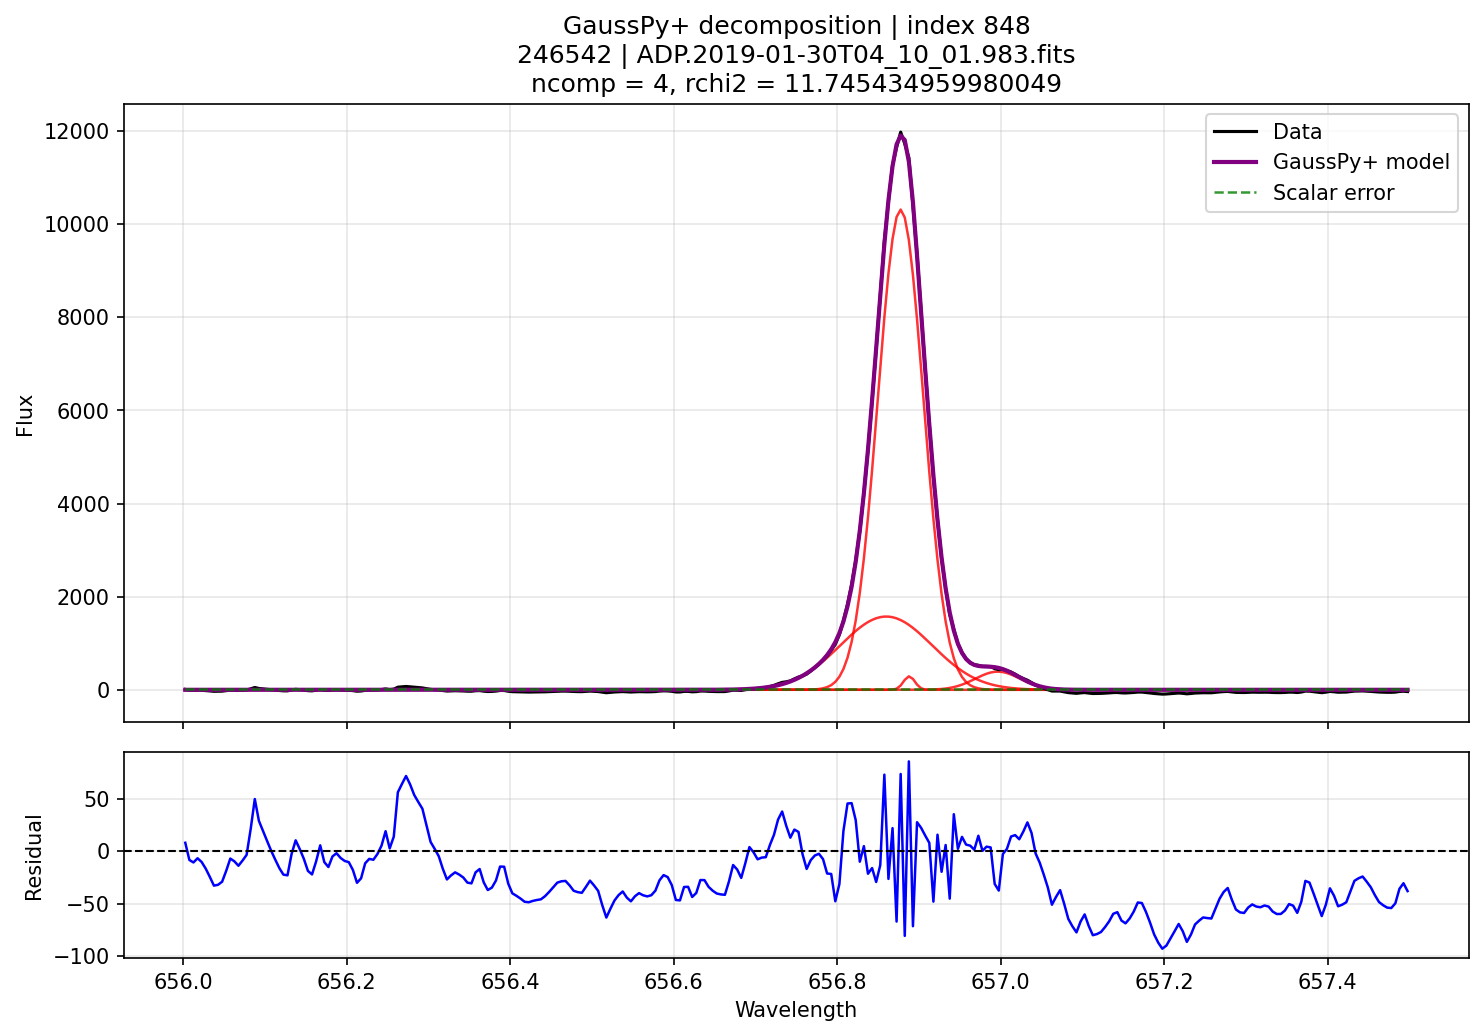 GaussPy+ decomposition | index 848
246542 | ADP.2019-01-30T04_10_01.983.fits
ncomp = 4, rchi2 = 11.745434959980049
Data
GaussPy+ model
Scalar error
12000
10000
8000
6000
4000
2000
0
Flux
50
0
−50
−100
Residual
656.0 656.2 656.4 656.6 656.8 657.0 657.2 657.4
Wavelength